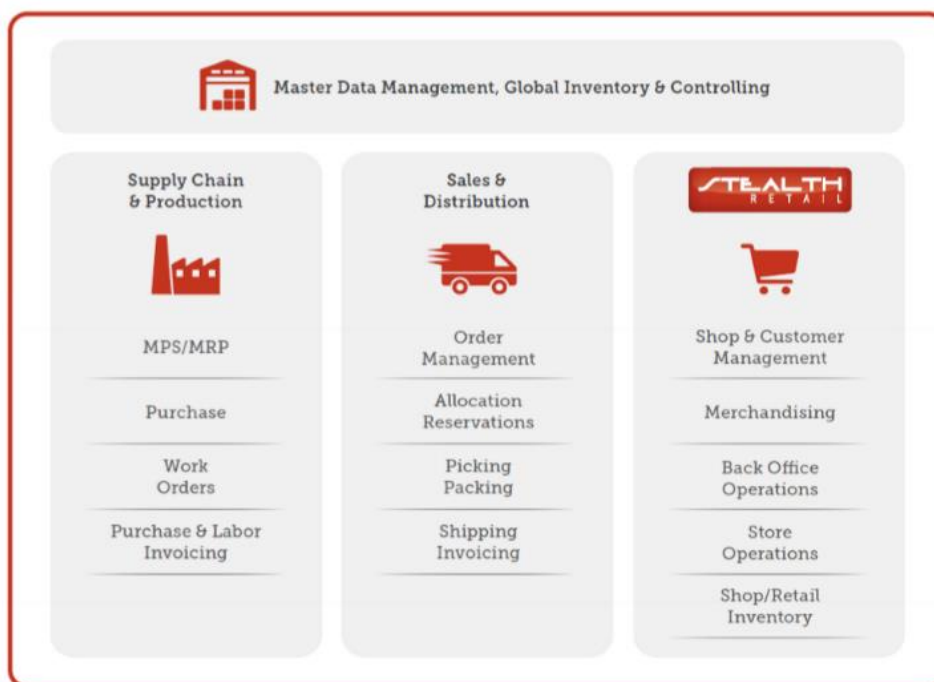 Master Data Management, Global Inventory & Controlling
Supply Chain
& Production
MPS/MRP
Purchase
Work
Orders
Purchase & Labor
Invoicing
Sales &
Distribution
Order
Management
Allocation
Reservations
Picking
Packing
Shipping
Invoicing
STEALTH
RETAIL
Shop & Customer
Management
Merchandising
Back Office
Operations
Store
Operations
Shop/Retail
Inventory